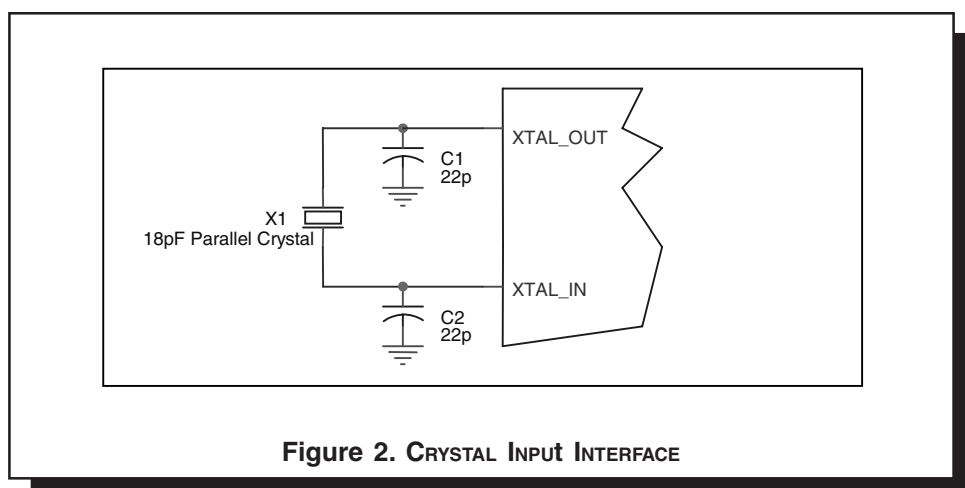 XTAL_OUT
C1
22p
X1
18pF Parallel Crystal
XTAL_IN
C2
22p
Figure 2. CRYSTAL INPUt INTERFACE